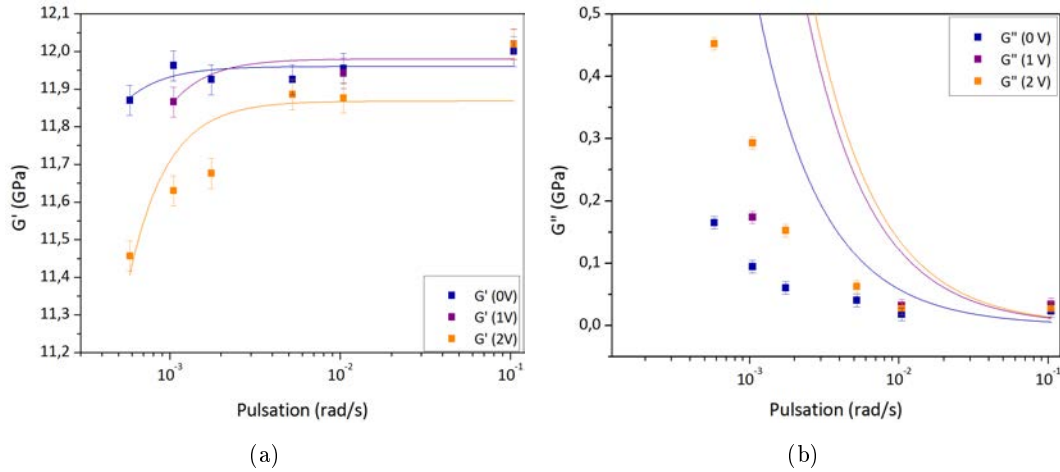 12,1
12,0
11,9
11,8
11,7
11,6
11,5
11,4
11,3
11,2
G' (GPa)
10⁻³
10⁻²
10⁻¹
Pulsation (rad/s)
G' (0V)
G' (1V)
G' (2V)
(a)
0,5
0,4
0,3
0,2
0,1
0,0
G'' (GPa)
10⁻³
10⁻²
10⁻¹
Pulsation (rad/s)
G'' (0 V)
G'' (1 V)
G'' (2 V)
(b)